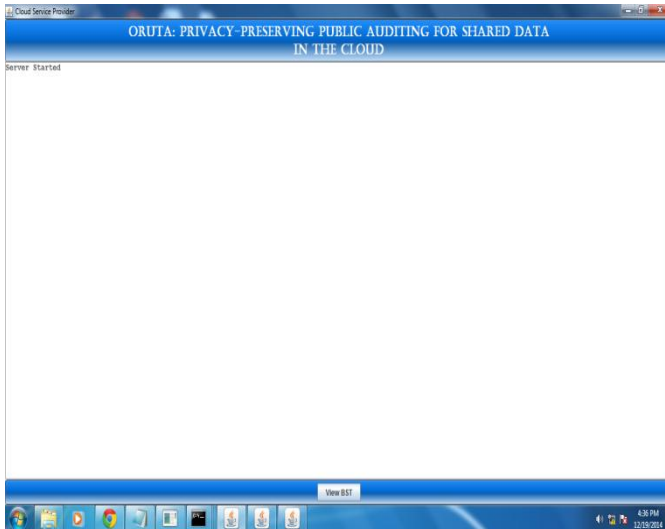 Cloud Service Provider
ORUTA: PRIVACY-PRESERVING PUBLIC AUDITING FOR SHARED DATA
IN THE CLOUD
Server Started
View BST
4:36 PM
12/19/2014